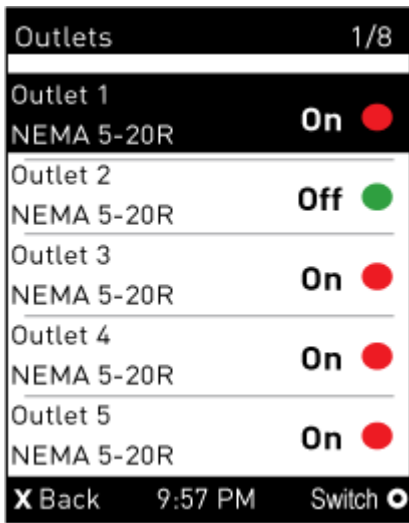 Outlets 1/8
Outlet 1
NEMA 5-20R On
Outlet 2
NEMA 5-20R Off
Outlet 3
NEMA 5-20R On
Outlet 4
NEMA 5-20R On
Outlet 5
NEMA 5-20R On
X Back 9:57 PM Switch